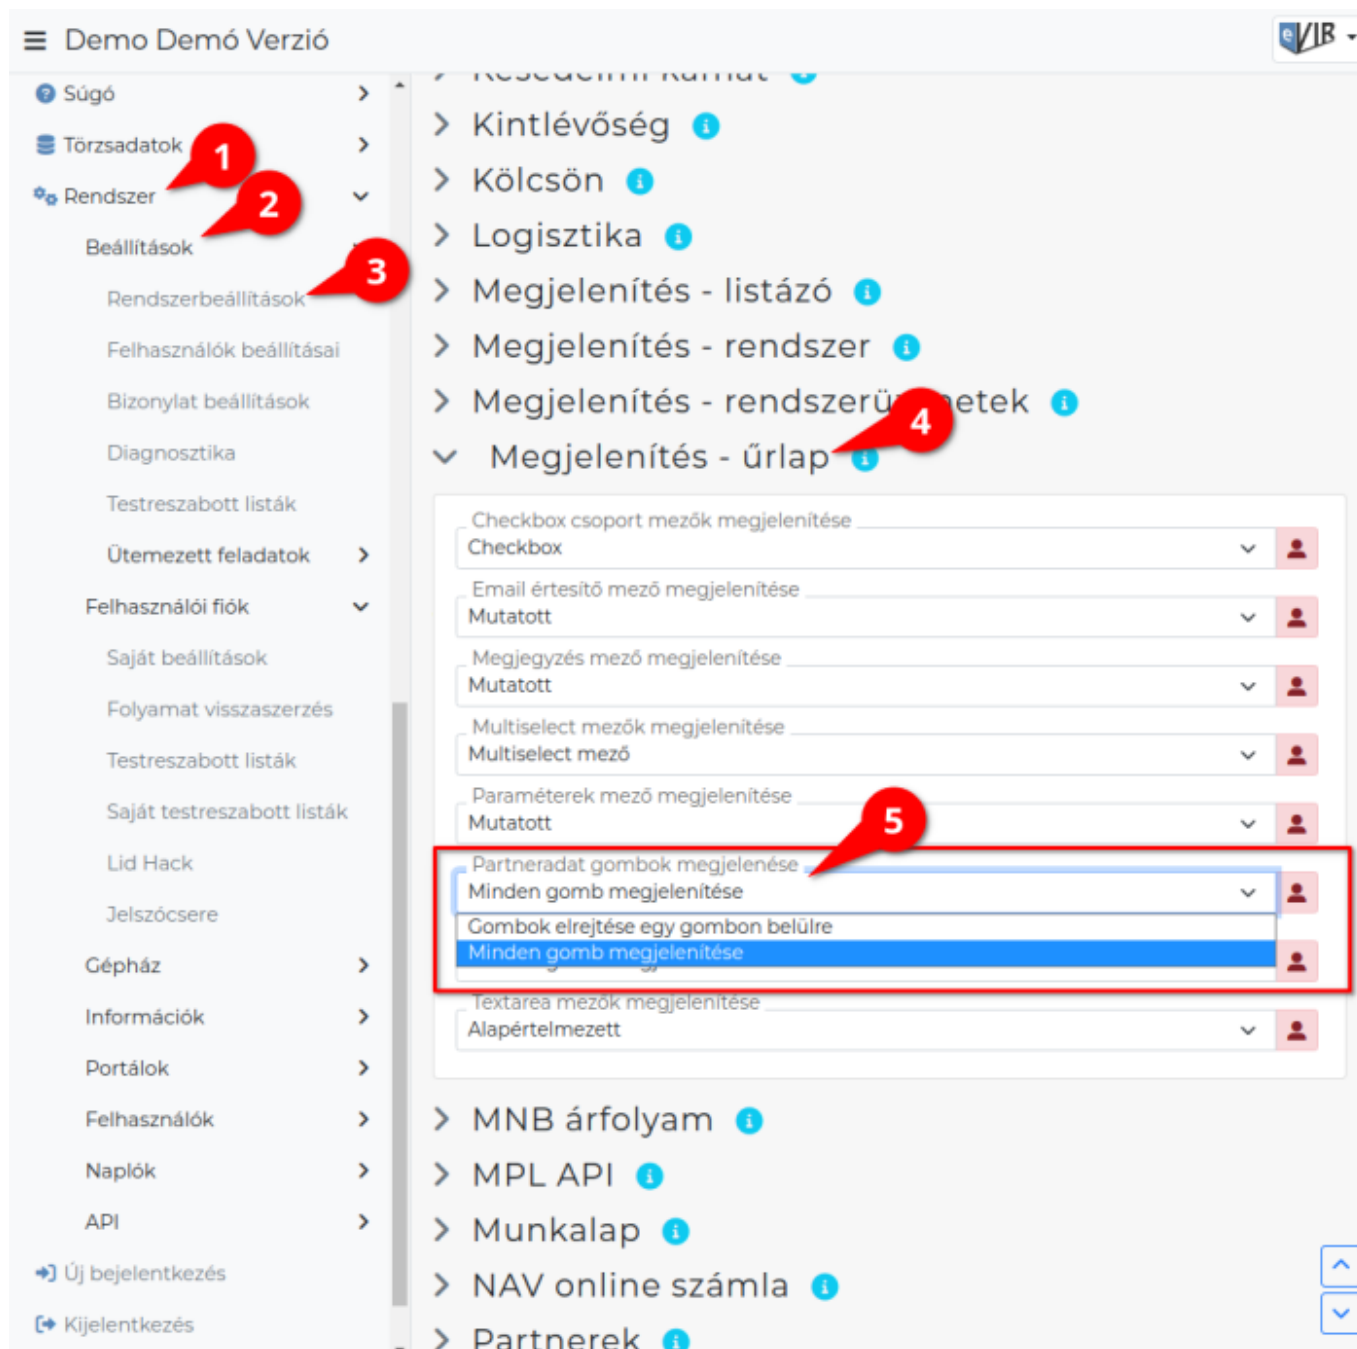 Demo Demó Verzió
eVIR
Súgó
Törzsadatok
1
Rendszer
2
Beállítások
3
Rendszerbeállítások
Felhasználók beállításai
Bizonylat beállítások
Diagnosztika
Testreszabott listák
Ütemezett feladatok
Felhasználói fiók
Saját beállítások
Folyamat visszaszerzés
Testreszabott listák
Saját testreszabott listák
Lid Hack
Jelszócsere
Gépház
Információk
Portálok
Felhasználók
Naplók
API
Új bejelentkezés
Kijelentkezés
Késedelmi kamat
Kintlévőség
Kölcsön
Logisztika
Megjelenítés - listázó
Megjelenítés - rendszer
Megjelenítés - rendszerüzenetek
4
Megjelenítés - űrlap
Checkbox csoport mezők megjelenítése
Checkbox
Email értesítő mező megjelenítése
Mutatott
Megjegyzés mező megjelenítése
Mutatott
Multiselect mezők megjelenítése
Multiselect mező
Paraméterek mező megjelenítése
Mutatott
5
Partneradat gombok megjelenése
Minden gomb megjelenítése
Gombok elrejtése egy gombon belülre
Minden gomb megjelenítése
Textarea mezők megjelenítése
Alapértelmezett
MNB árfolyam
MPL API
Munkalap
NAV online számla
Partnerek